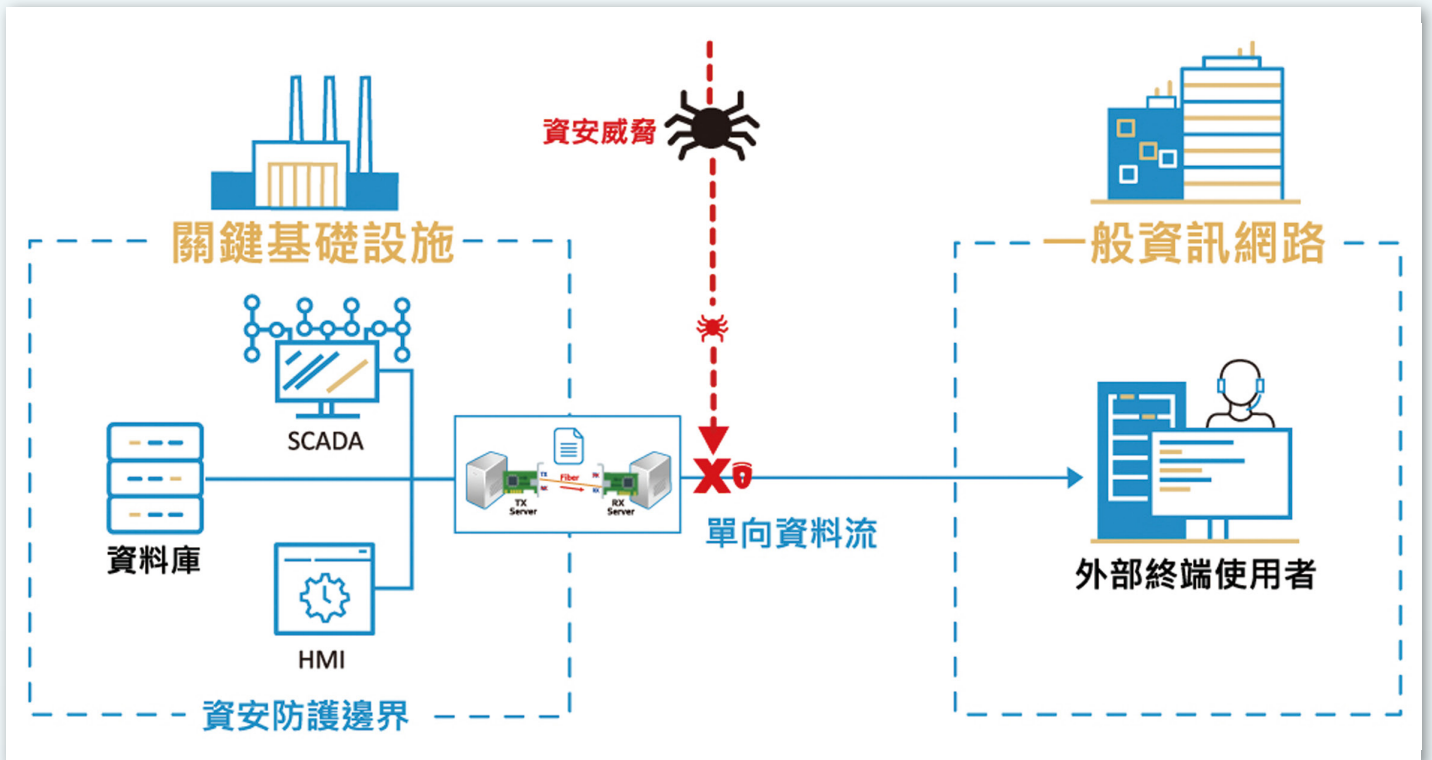 資安威脅
關鍵基礎設施
一般資訊網路
SCADA
資料庫
HMI
TX
RX
Fiber
TX
Server
RX
Server
單向資料流
外部終端使用者
資安防護邊界